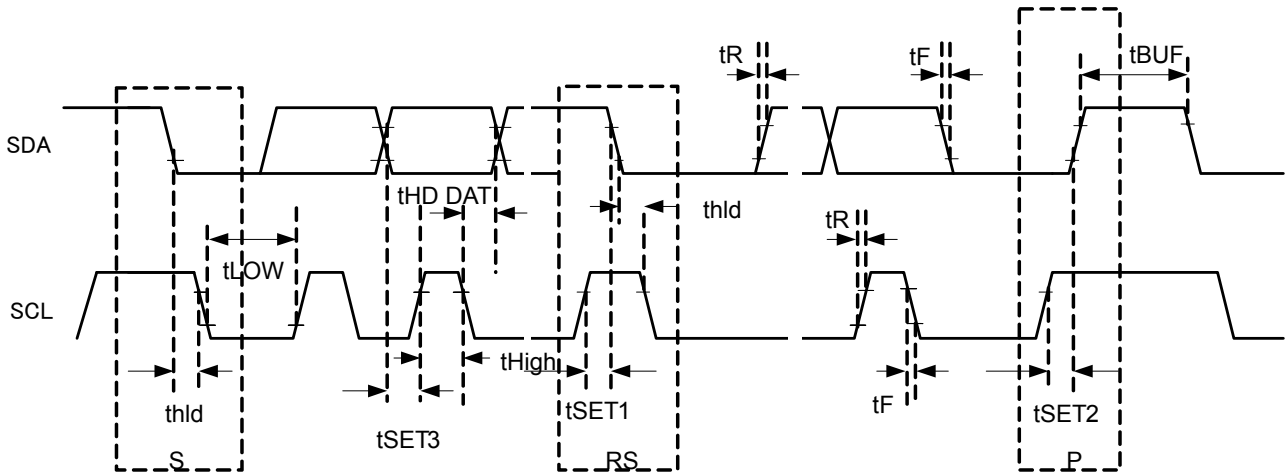 tR
tF
tBUF
SDA
tHD DAT
thld
tR
tLOW
SCL
tHigh
thld
tSET1
tF
tSET2
tSET3
S
RS
P